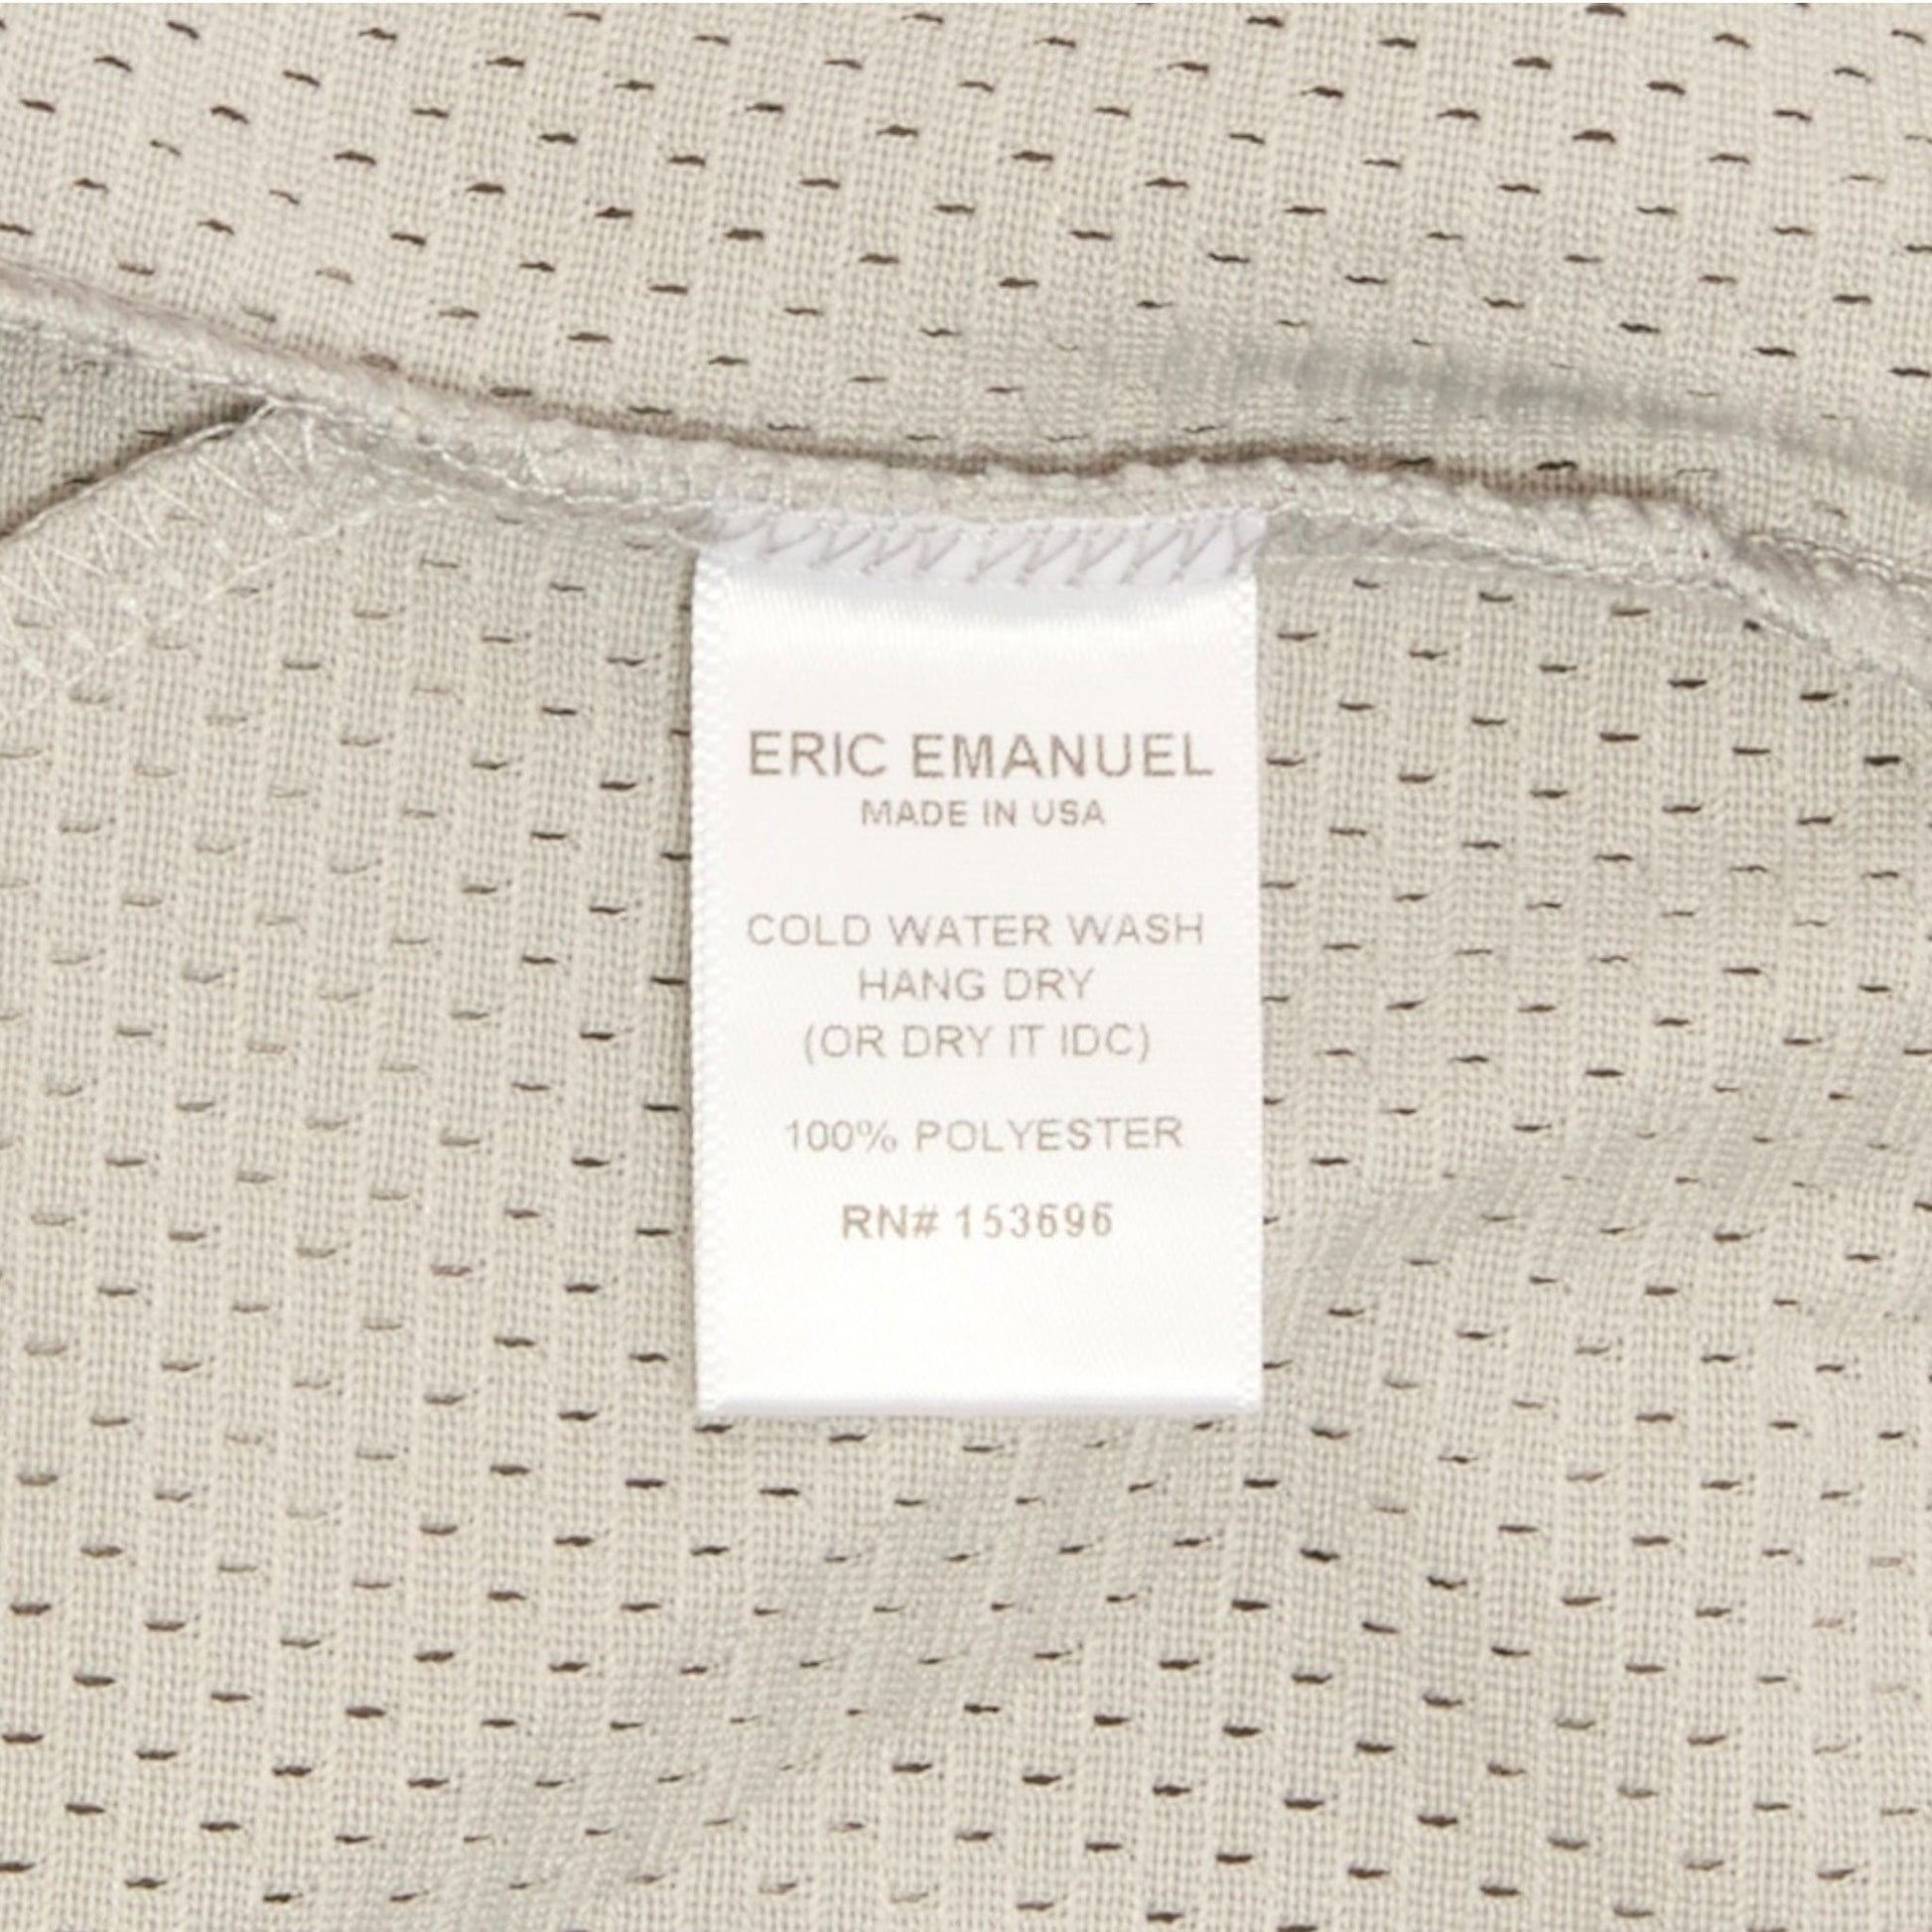 ERIC EMANUEL
MADE IN USA
COLD WATER WASH
HANG DRY
(OR DRY IT IDC)
100% POLYESTER
RN# 153696